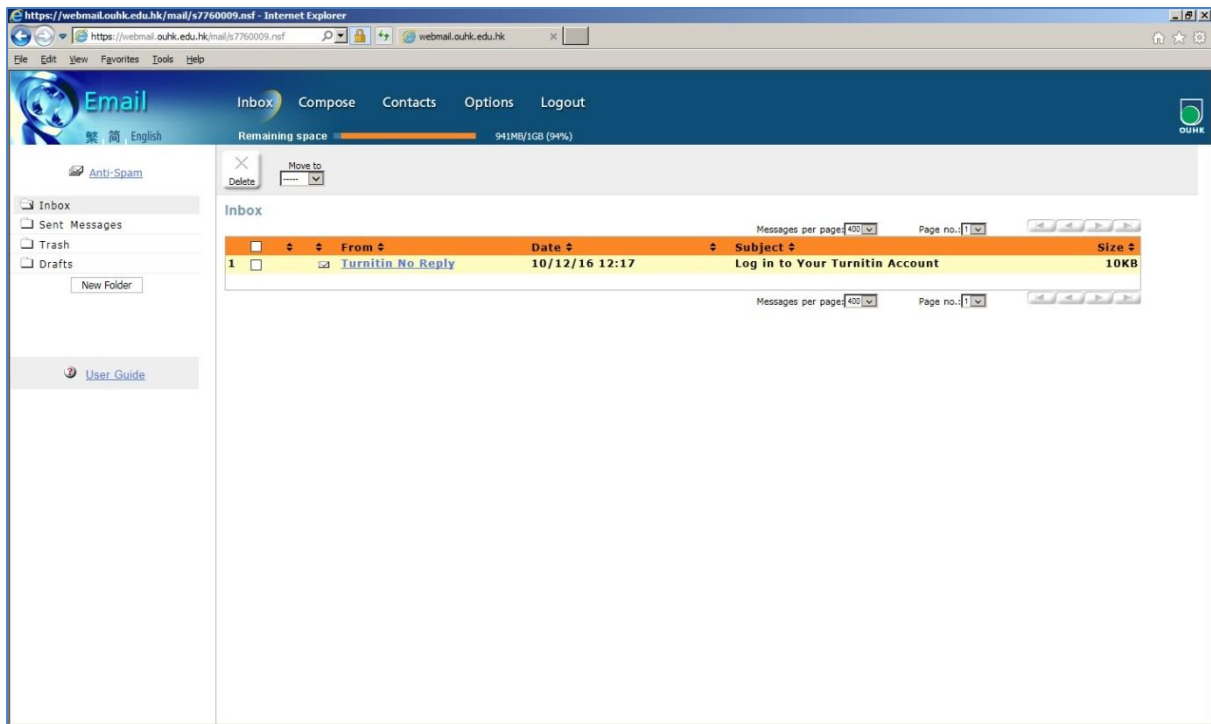 https://webmail.ouhk.edu.hk/mail/s7760009.nsf - Internet Explorer
https://webmail.ouhk.edu.hk/mail/s7760009.nsf webmail.ouhk.edu.hk
File Edit View Favorites Tools Help
Email
繁 简 English
Inbox Compose Contacts Options Logout
Remaining space 941MB/1GB (94%)
OUHK
Anti-Spam
Inbox
Sent Messages
Trash
Drafts
New Folder
User Guide
Delete
Move to
-----
Inbox
Messages per page: 400 Page no.: 1
From Date Subject Size
1 Turnitin No Reply 10/12/16 12:17 Log in to Your Turnitin Account 10KB
Messages per page: 400 Page no.: 1